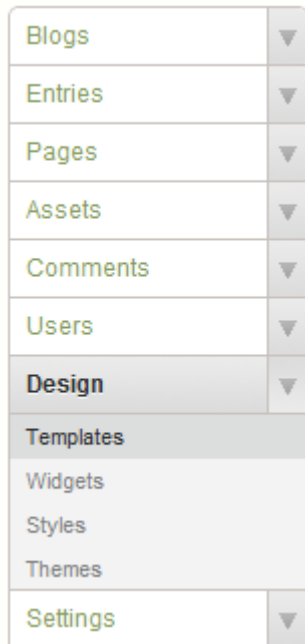 Blogs
Entries
Pages
Assets
Comments
Users
Design
Templates
Widgets
Styles
Themes
Settings